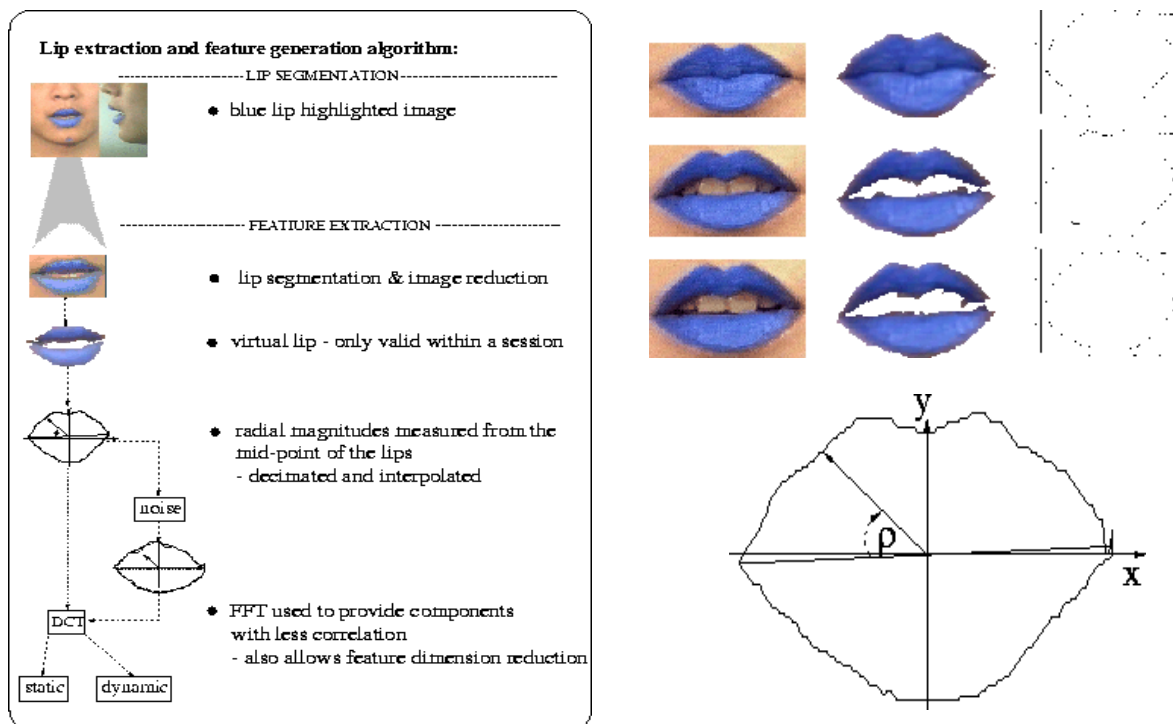 Lip extraction and feature generation algorithm:
LIP SEGMENTATION
● blue lip highlighted image
FEATIURE EXTRACTION
● lip segmentation & image reduction
● virtual lip - only valid within a session
● radial magnitudes measured from the
mid-point of the lips
- decimated and interpolated
noise
● FFT used to provide components
with less correlation
- also allows feature dimension reduction
DCT
static
dynamic
y
ρ
x